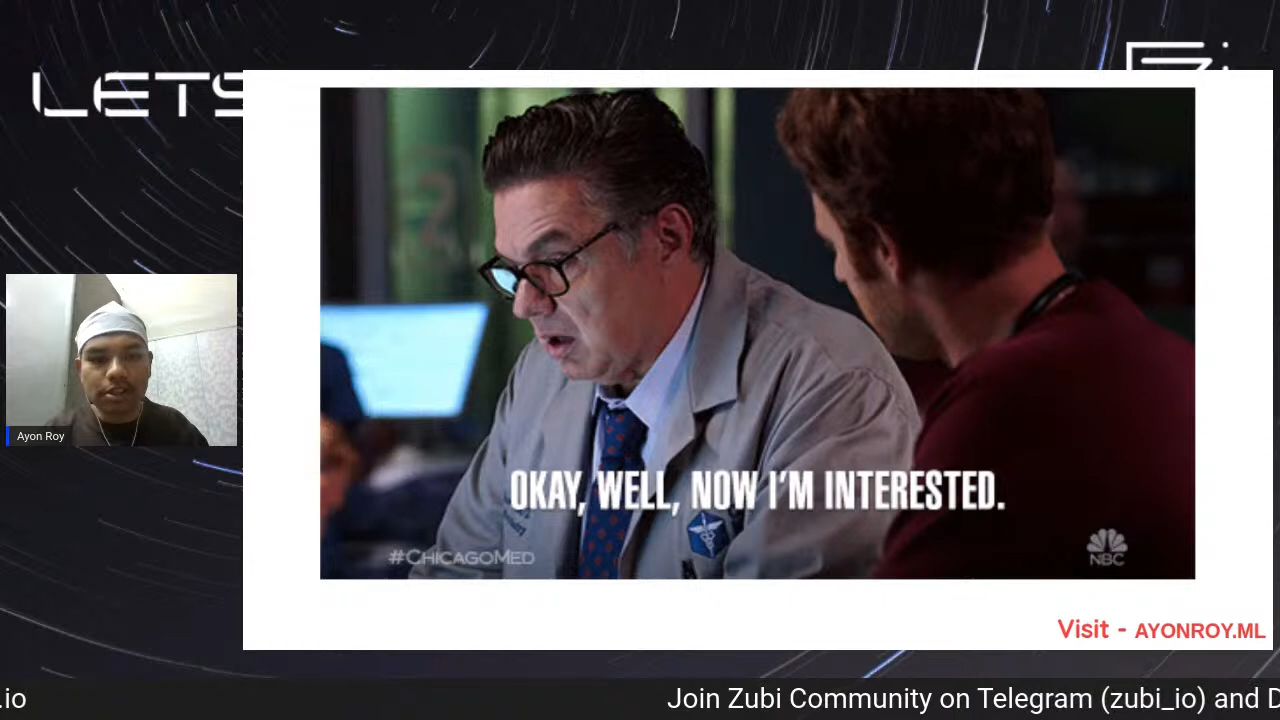 LETS
OKAY, WELL, NOW I'M INTERESTED.
#CHICAGOMED
NBC
Ayon Roy
Visit - AYONROY.ML
.io
Join Zubi Community on Telegram (zubi_io) and D